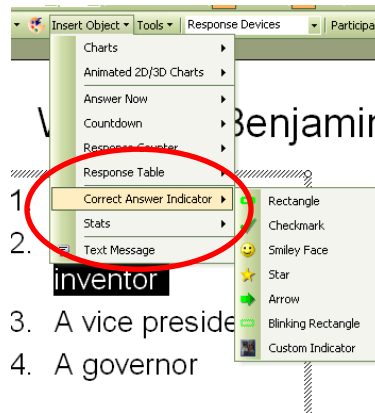 Insert Object Tools Response Devices Participa
Charts
Animated 2D/3D Charts
Answer Now
Countdown
Response Counter
Response Table
Correct Answer Indicator
Stats
Text Message
Rectangle
Checkmark
Smiley Face
Star
Arrow
Blinking Rectangle
Custom Indicator
Benjamin
1.
2.
inventor
3. A vice preside
4. A governor